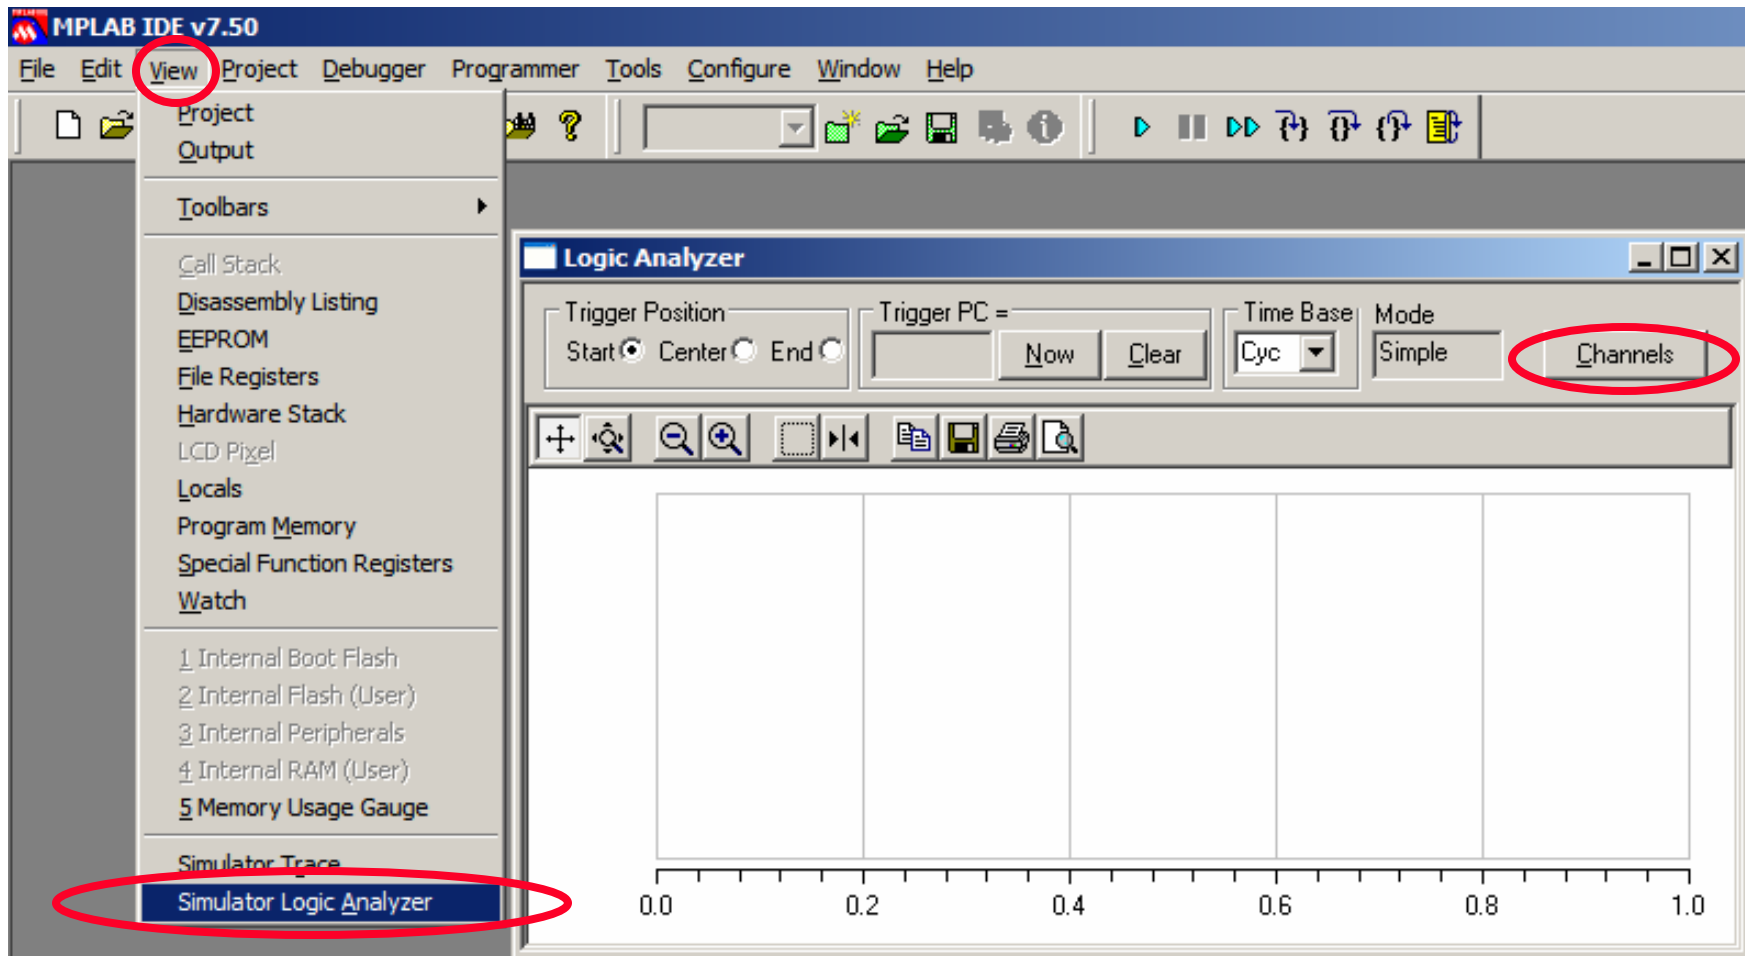 MPLAB IDE v7.50
File Edit View Project Debugger Programmer Tools Configure Window Help
Project
Output
Toolbars
Call Stack
Disassembly Listing
EEPROM
File Registers
Hardware Stack
LCD Pixel
Locals
Program Memory
Special Function Registers
Watch
1 Internal Boot Flash
2 Internal Flash (User)
3 Internal Peripherals
4 Internal RAM (User)
5 Memory Usage Gauge
Simulator Trace
Simulator Logic Analyzer
Logic Analyzer
Trigger Position Trigger PC = Time Base Mode
Start Center End Now Clear Cyc Simple Channels
0.0 0.2 0.4 0.6 0.8 1.0